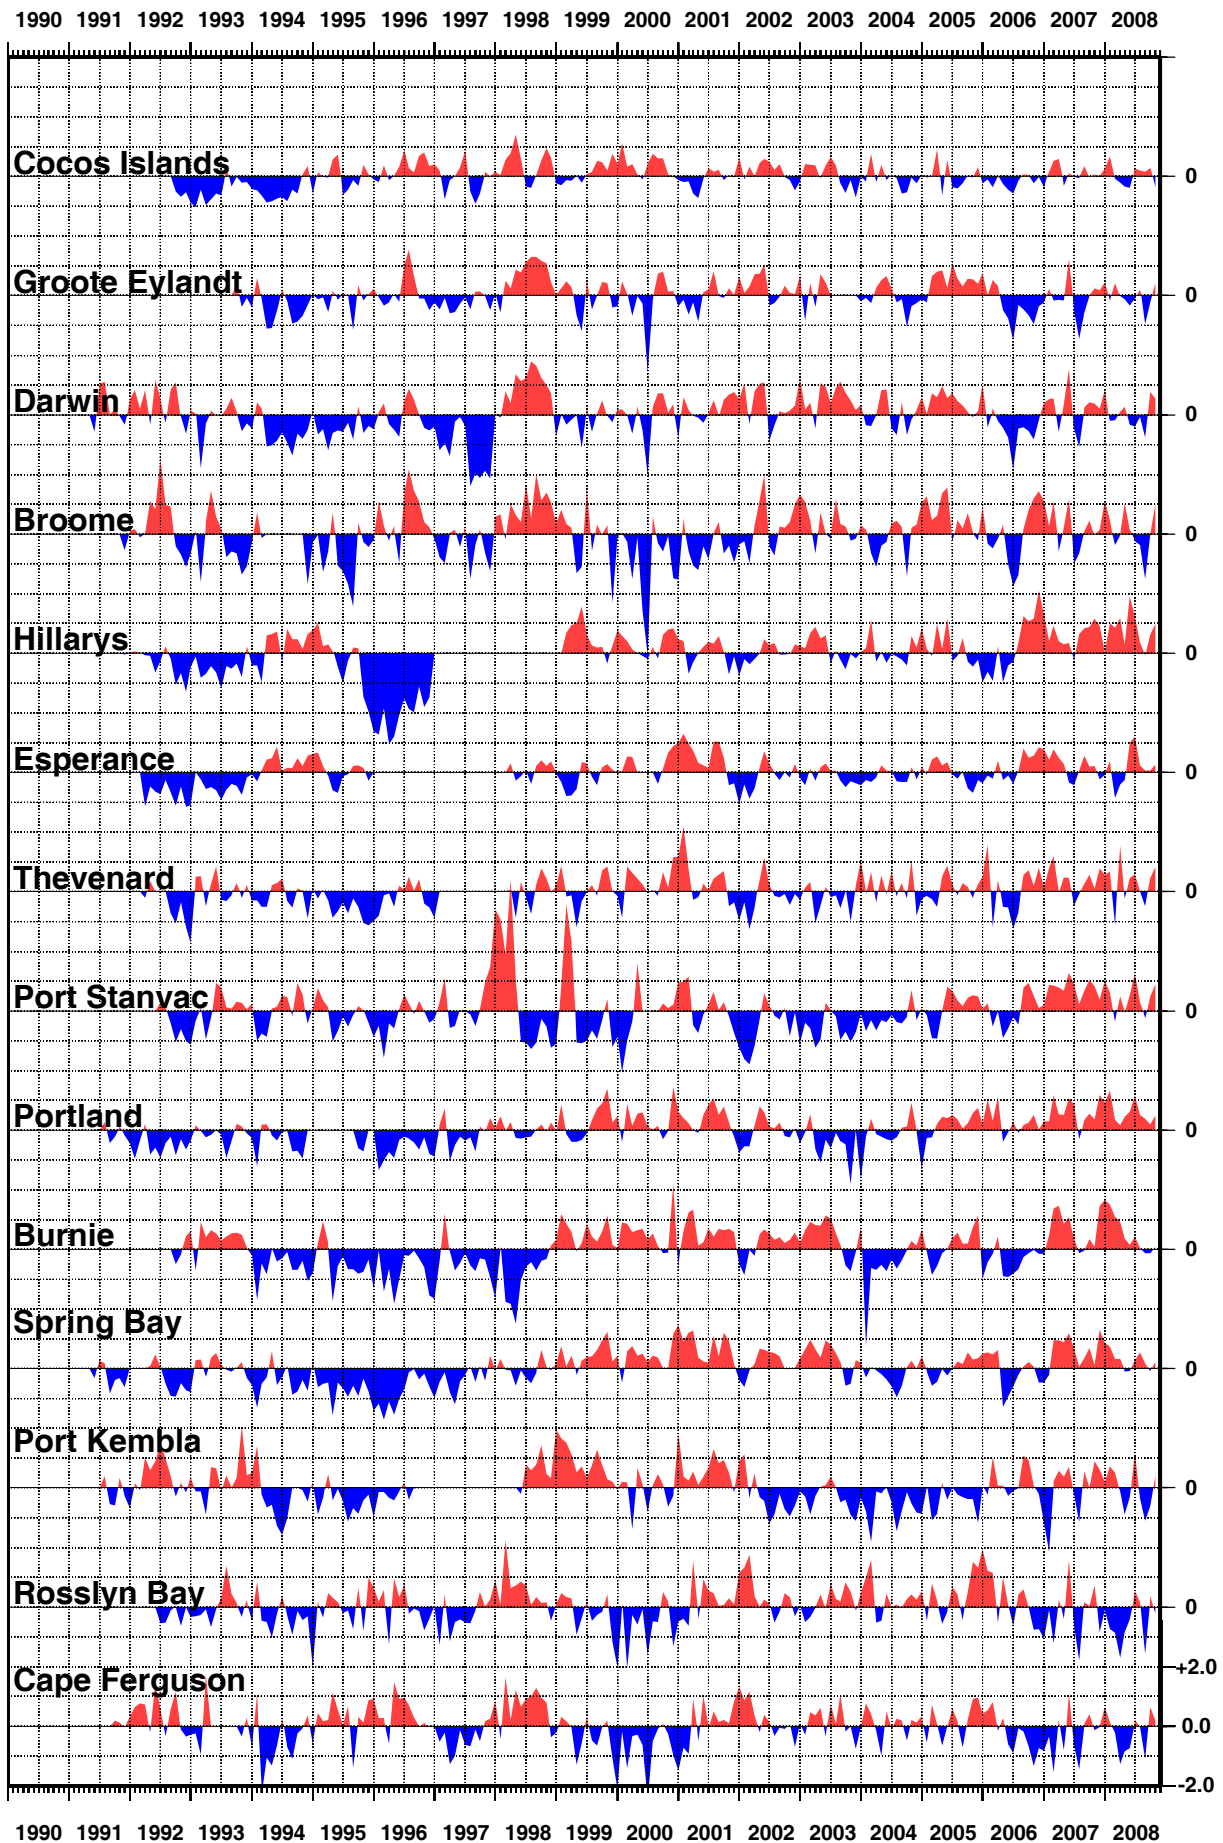 1990 1991 1992 1993 1994 1995 1996 1997 1998 1999 2000 2001 2002 2003 2004 2005 2006 2007 2008
Cocos Islands 0
Groote Eylandt 0
Darwin 0
Broome 0
Hillarys 0
Esperance 0
Thevenard 0
Port Stanvac 0
Portland 0
Burnie 0
Spring Bay
0
Port Kembla
0
Rosslyn Bay 0
+2.0
Cape Ferguson
0.0
-2.0
1990 1991 1992 1993 1994 1995 1996 1997 1998 1999 2000 2001 2002 2003 2004 2005 2006 2007 2008